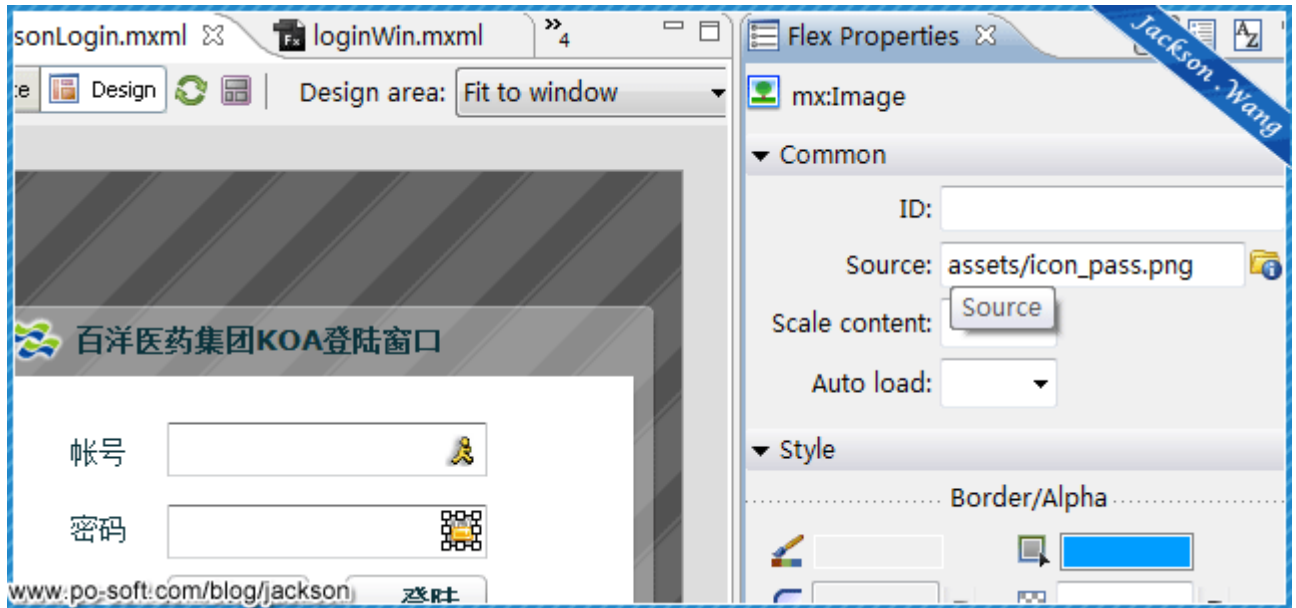 sonLogin.mxml
loginWin.mxml
4
Flex Properties
Jackson . Wang
Design
Design area:
Fit to window
mx:Image
Common
ID:
Source:
assets/icon_pass.png
Source
Scale content:
Auto load:
百洋医药集团KOA登陆窗口
帐号
密码
登陆
Style
Border/Alpha
www.po-soft.com/blog/jackson